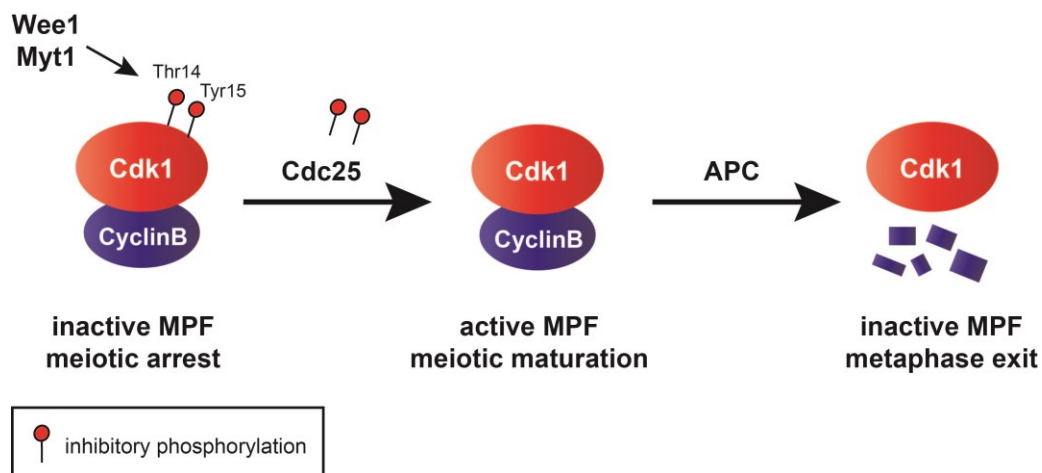 Wee1
Myt1
Thr14
Tyr15
Cdk1
CyclinB
Cdc25
Cdk1
CyclinB
APC
Cdk1
inactive MPF
meiotic arrest
active MPF
meiotic maturation
inactive MPF
metaphase exit
inhibitory phosphorylation